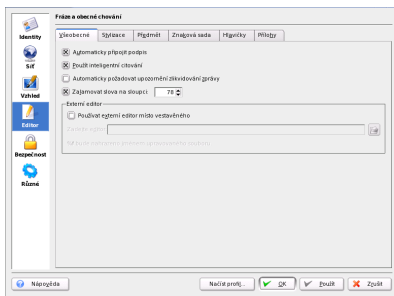 Fráze a obecné chování
Identity
Síť
Vzhled
Editor
Bezpečnost
Různé
Všeobecné
Stylizace
Předmět
Znaková sada
Hlavičky
Přílohy
Automaticky připojit podpis
Použít inteligentní citování
Automaticky požadovat upozornění zlikvidování zprávy
Zalamovat slova na sloupci: 78
Externí editor
Používat externí editor místo vestavěného
Nápověda
Načíst profil...
OK
Použít
Zrušit